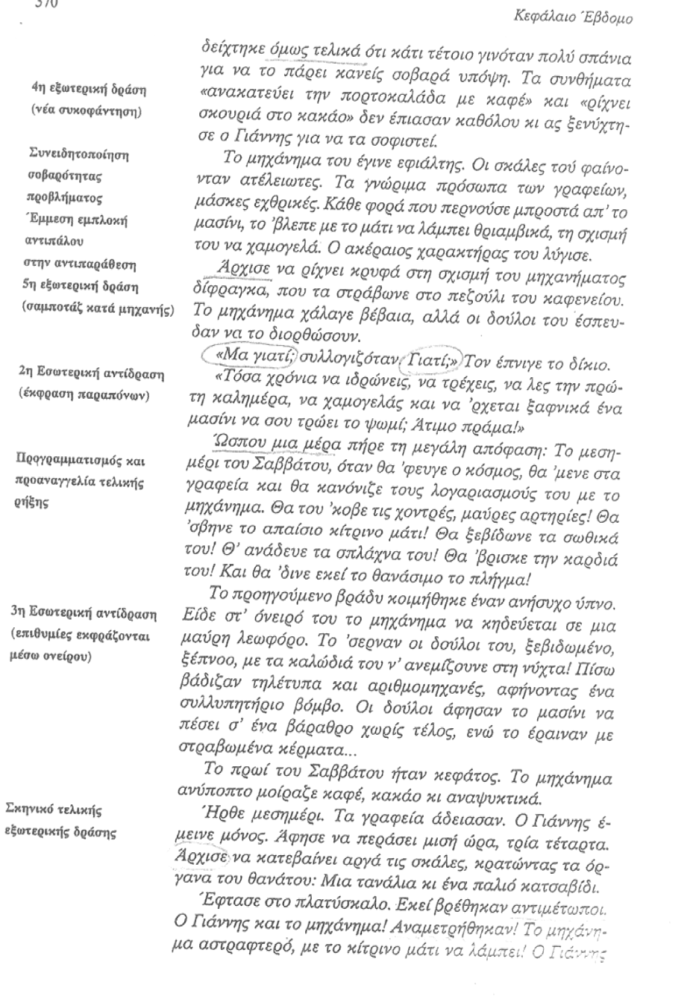 370
Κεφάλαιο Έβδομο
δείχτηκε όμως τελικά ότι κάτι τέτοιο γινόταν πολύ σπάνια
για να το πάρει κανείς σοβαρά υπόψη. Τα συνθήματα
«ανακατεύει την πορτοκαλάδα με καφέ» και «ρίχνει
σκουριά στο κακάο» δεν έπιασαν καθόλου κι ας ξενύχτη-
σε ο Γιάννης για να τα σοφιστεί.
4η εξωτερική δράση
(νέα συκοφάντηση)
Το μηχάνημα του έγινε εφιάλτης. Οι σκάλες τού φαίνο-
νταν ατέλειωτες. Τα γνώριμα πρόσωπα των γραφείων,
μάσκες εχθρικές. Κάθε φορά που περνούσε μπροστά απ' το
μασίνι, το 'βλεπε με το μάτι να λάμπει θριαμβικά, τη σχισμή
του να χαμογελά. Ο ακέραιος χαρακτήρας του λύγισε.
Συνειδητοποίηση
σοβαρότητας
προβλήματος
Έμμεση εμπλοκή
αντιπάλου
στην αντιπαράθεση
Άρχισε να ρίχνει κρυφά στη σχισμή του μηχανήματος
δίφραγκα, που τα στράβωνε στο πεζούλι του καφενείου.
Το μηχάνημα χάλαγε βέβαια, αλλά οι δούλοι του έσπευ-
δαν να το διορθώσουν.
5η εξωτερική δράση
(σαμποτάζ κατά μηχανής)
«Μα γιατί; συλλογιζόταν. Γιατί;» Τον έπνιγε το δίκιο.
«Τόσα χρόνια να ιδρώνεις, να τρέχεις, να λες την πρώ-
τη καλημέρα, να χαμογελάς και να 'ρχεται ξαφνικά ένα
μασίνι να σου τρώει το ψωμί; Άτιμο πράμα!»
2η Εσωτερική αντίδραση
(έκφραση παραπόνων)
Ώσπου μια μέρα πήρε τη μεγάλη απόφαση: Το μεση-
μέρι του Σαββάτου, όταν θα 'φευγε ο κόσμος, θα 'μενε στα
γραφεία και θα κανόνιζε τους λογαριασμούς του με το
μηχάνημα. Θα του 'κοβε τις χοντρές, μαύρες αρτηρίες! Θα
'σβηνε το απαίσιο κίτρινο μάτι! Θα ξεβίδωνε τα σωθικά
του! Θ' ανάδευε τα σπλάχνα του! Θα 'βρισκε την καρδιά
του! Και θα 'δινε εκεί το θανάσιμο το πλήγμα!
Προγραμματισμός και
προαναγγελία τελικής
ρήξης
Το προηγούμενο βράδυ κοιμήθηκε έναν ανήσυχο ύπνο.
Είδε στ' όνειρό του το μηχάνημα να κηδεύεται σε μια
μαύρη λεωφόρο. Το 'σερναν οι δούλοι του, ξεβιδωμένο,
ξέπνοο, με τα καλώδιά του ν' ανεμίζουνε στη νύχτα! Πίσω
βάδιζαν τηλέτυπα και αριθμομηχανές, αφήνοντας ένα
συλλυπητήριο βόμβο. Οι δούλοι άφησαν το μασίνι να
πέσει σ' ένα βάραθρο χωρίς τέλος, ενώ το έραιναν με
στραβωμένα κέρματα...
3η Εσωτερική αντίδραση
(επιθυμίες εκφράζονται
μέσω ονείρου)
Το πρωί του Σαββάτου ήταν κεφάτος. Το μηχάνημα
ανύποπτο μοίραζε καφέ, κακάο κι αναψυκτικά.
Ήρθε μεσημέρι. Τα γραφεία άδειασαν. Ο Γιάννης έ-
μεινε μόνος. Άφησε να περάσει μισή ώρα, τρία τέταρτα.
Άρχισε να κατεβαίνει αργά τις σκάλες, κρατώντας τα όρ-
γανα του θανάτου: Μια τανάλια κι ένα παλιό κατσαβίδι.
Σκηνικό τελικής
εξωτερικής δράσης
Έφτασε στο πλατύσκαλο. Εκεί βρέθηκαν αντιμέτωποι.
Ο Γιάννης και το μηχάνημα! Αναμετρήθηκαν! Το μηχάνη-
μα αστραφτερό, με το κίτρινο μάτι να λάμπει! Ο Γιάννης